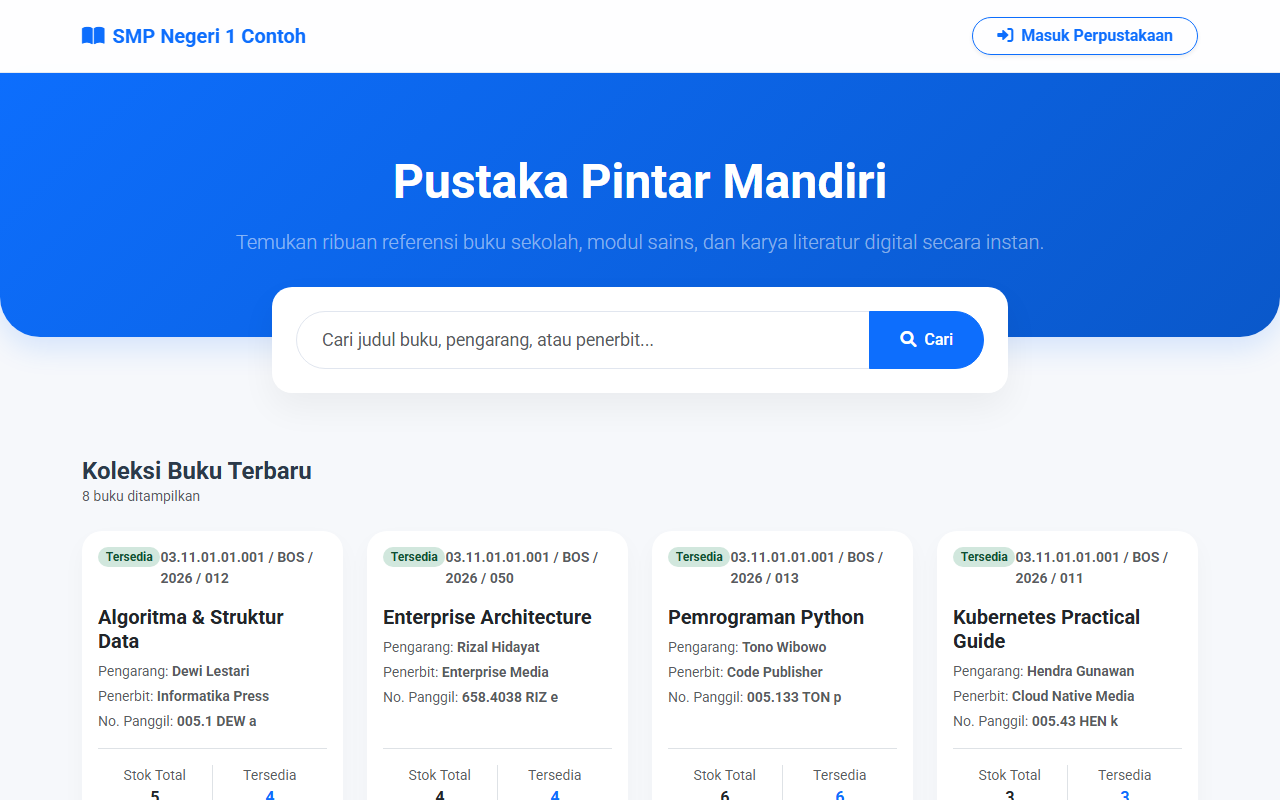 SMP Negeri 1 Contoh
Masuk Perpustakaan
Pustaka Pintar Mandiri
Temukan ribuan referensi buku sekolah, modul sains, dan karya literatur digital secara instan.
Cari judul buku, pengarang, atau penerbit...
Cari
Koleksi Buku Terbaru
8 buku ditampilkan
Tersedia
03.11.01.01.001 / BOS /
2026 / 012
Algoritma & Struktur
Data
Pengarang: Dewi Lestari
Penerbit: Informatika Press
No. Panggil: 005.1 DEW a
Stok Total
5
Tersedia
4
Tersedia
03.11.01.01.001 / BOS /
2026 / 050
Enterprise Architecture
Pengarang: Rizal Hidayat
Penerbit: Enterprise Media
No. Panggil: 658.4038 RIZ e
Stok Total
4
Tersedia
4
Tersedia
03.11.01.01.001 / BOS /
2026 / 013
Pemrograman Python
Pengarang: Tono Wibowo
Penerbit: Code Publisher
No. Panggil: 005.133 TON p
Stok Total
6
Tersedia
6
Tersedia
03.11.01.01.001 / BOS /
2026 / 011
Kubernetes Practical
Guide
Pengarang: Hendra Gunawan
Penerbit: Cloud Native Media
No. Panggil: 005.43 HEN k
Stok Total
3
Tersedia
3